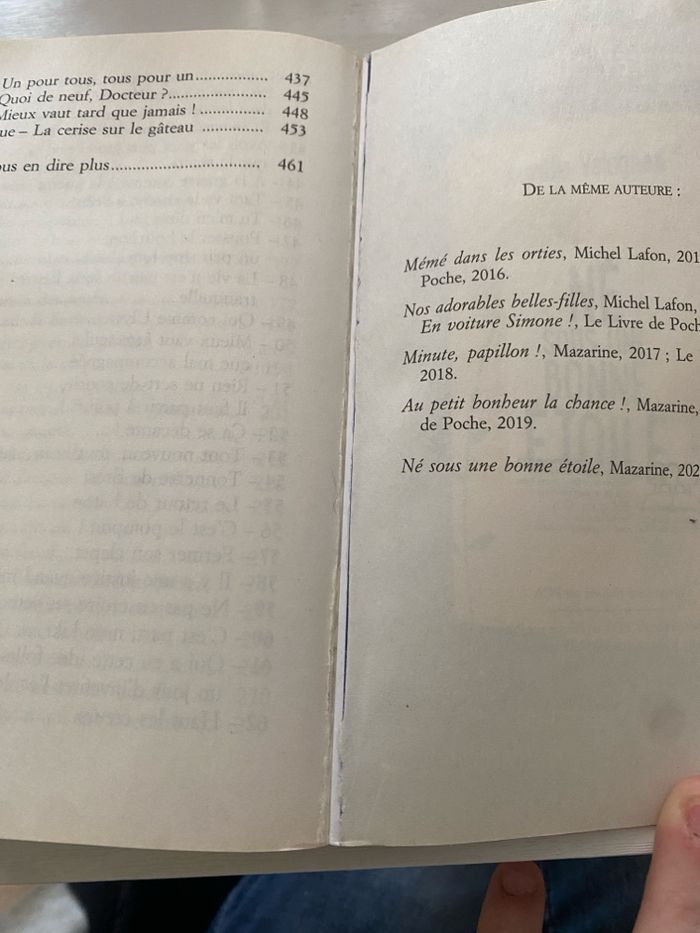 Un pour tous, tous pour un................ 437
Quoi de neuf, Docteur ?...................... 445
Mieux vaut tard que jamais ! .............. 448
ue – La cerise sur le gâteau ............. 453
ous en dire plus................................. 461
DE LA MÊME AUTEURE :
Mémé dans les orties, Michel Lafon, 201
Poche, 2016.
Nos adorables belles-filles, Michel Lafon,
En voiture Simone !, Le Livre de Poch
Minute, papillon !, Mazarine, 2017 ; Le
2018.
Au petit bonheur la chance !, Mazarine,
de Poche, 2019.
Né sous une bonne étoile, Mazarine, 202